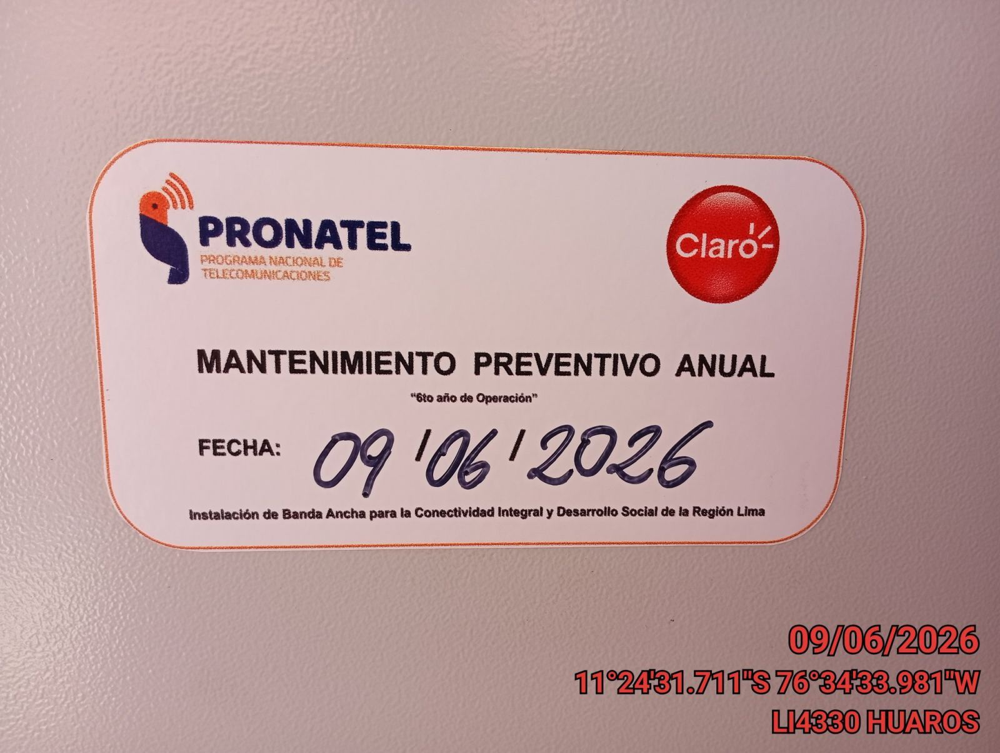 PRONATEL
PROGRAMA NACIONAL DE
TELECOMUNICACIONES
Claro
MANTENIMIENTO PREVENTIVO ANUAL
“6to año de Operación”
FECHA: 09/06/2026
Instalación de Banda Ancha para la Conectividad Integral y Desarrollo Social de la Región Lima
09/06/2026
11°24'31.711"S 76°34'33.981"W
LI4330 HUAROS